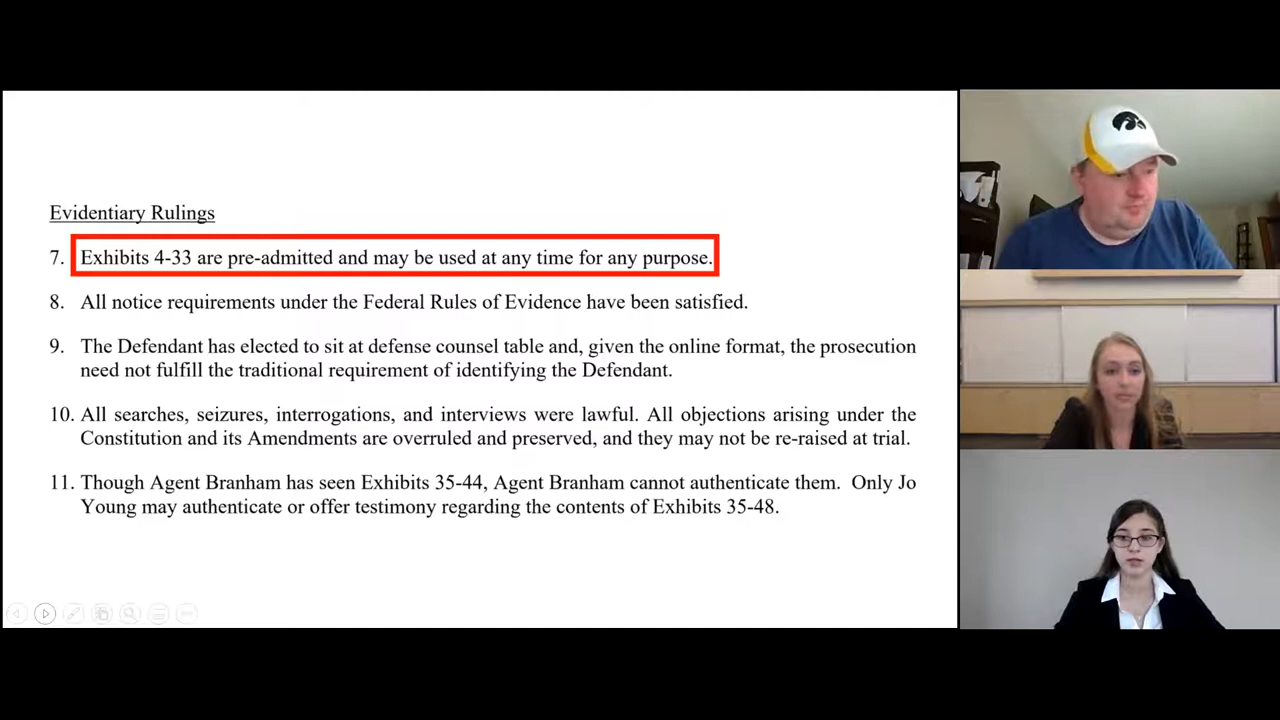 Evidentiary Rulings
7. Exhibits 4-33 are pre-admitted and may be used at any time for any purpose.
8. All notice requirements under the Federal Rules of Evidence have been satisfied.
9. The Defendant has elected to sit at defense counsel table and, given the online format, the prosecution
need not fulfill the traditional requirement of identifying the Defendant.
10. All searches, seizures, interrogations, and interviews were lawful. All objections arising under the
Constitution and its Amendments are overruled and preserved, and they may not be re-raised at trial.
11. Though Agent Branham has seen Exhibits 35-44, Agent Branham cannot authenticate them. Only Jo
Young may authenticate or offer testimony regarding the contents of Exhibits 35-48.